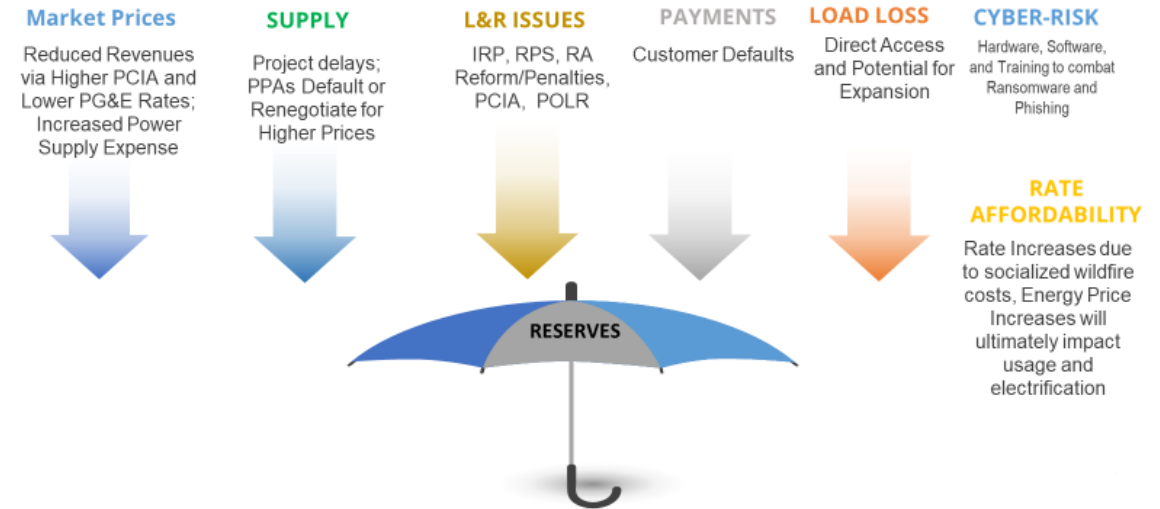 Market Prices
Reduced Revenues
via Higher PCIA and
Lower PG&E Rates;
Increased Power
Supply Expense
SUPPLY
Project delays;
PPAs Default or
Renegotiate for
Higher Prices
L&R ISSUES
IRP, RPS, RA
Reform/Penalties,
PCIA, POLR
PAYMENTS
Customer Defaults
LOAD LOSS
Direct Access
and Potential for
Expansion
CYBER-RISK
Hardware, Software,
and Training to combat
Ransomware and
Phishing
RATE
AFFORDABILITY
Rate Increases due
to socialized wildfire
costs, Energy Price
Increases will
ultimately impact
usage and
electrification
RESERVES